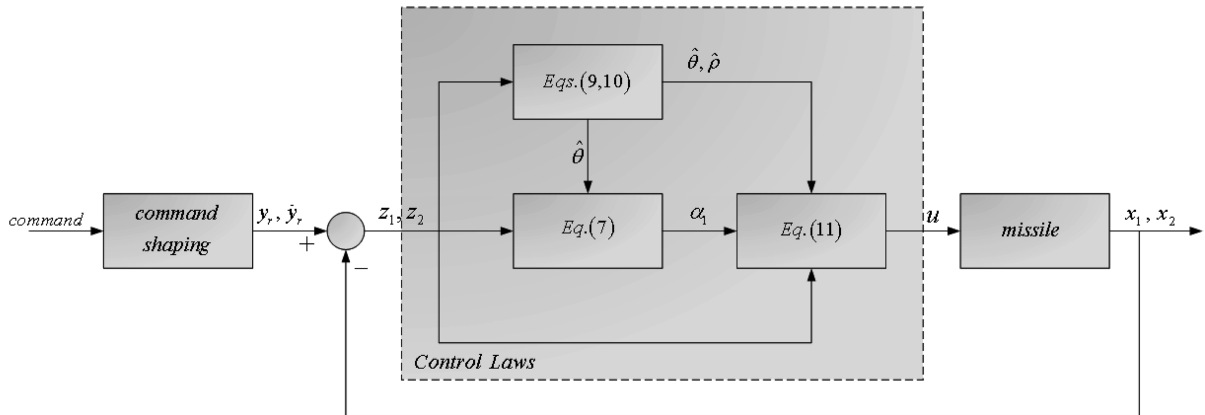 command
command
shaping
y_r, ẏ_r
+
−
z_1, z_2
Eqs.(9,10)
θ̂, ρ̂
θ̂
Eq.(7)
α_1
Eq.(11)
u
missile
x_1, x_2
Control Laws